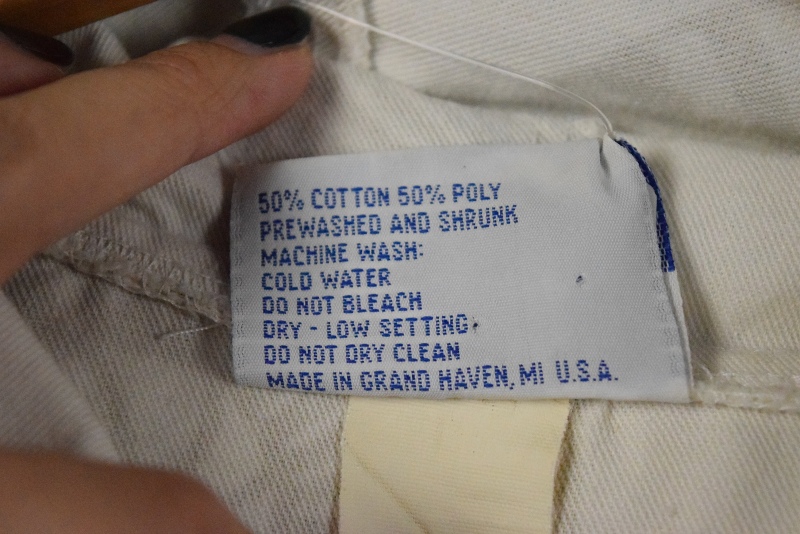 50% COTTON 50% POLY
PREWASHED AND SHRUNK
MACHINE WASH:
COLD WATER
DO NOT BLEACH
DRY - LOW SETTING
DO NOT DRY CLEAN
MADE IN GRAND HAVEN, MI U.S.A.